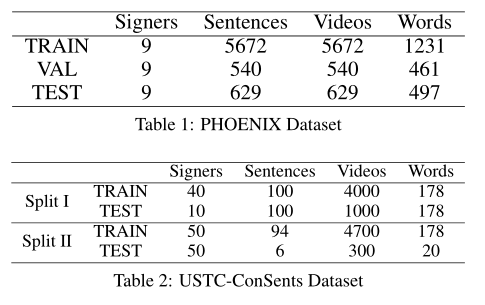 Signers Sentences Videos Words
TRAIN 9 5672 5672 1231
VAL 9 540 540 461
TEST 9 629 629 497
Table 1: PHOENIX Dataset
Signers Sentences Videos Words
Split I TRAIN 40 100 4000 178
TEST 10 100 1000 178
Split II TRAIN 50 94 4700 178
TEST 50 6 300 20
Table 2: USTC-ConSents Dataset